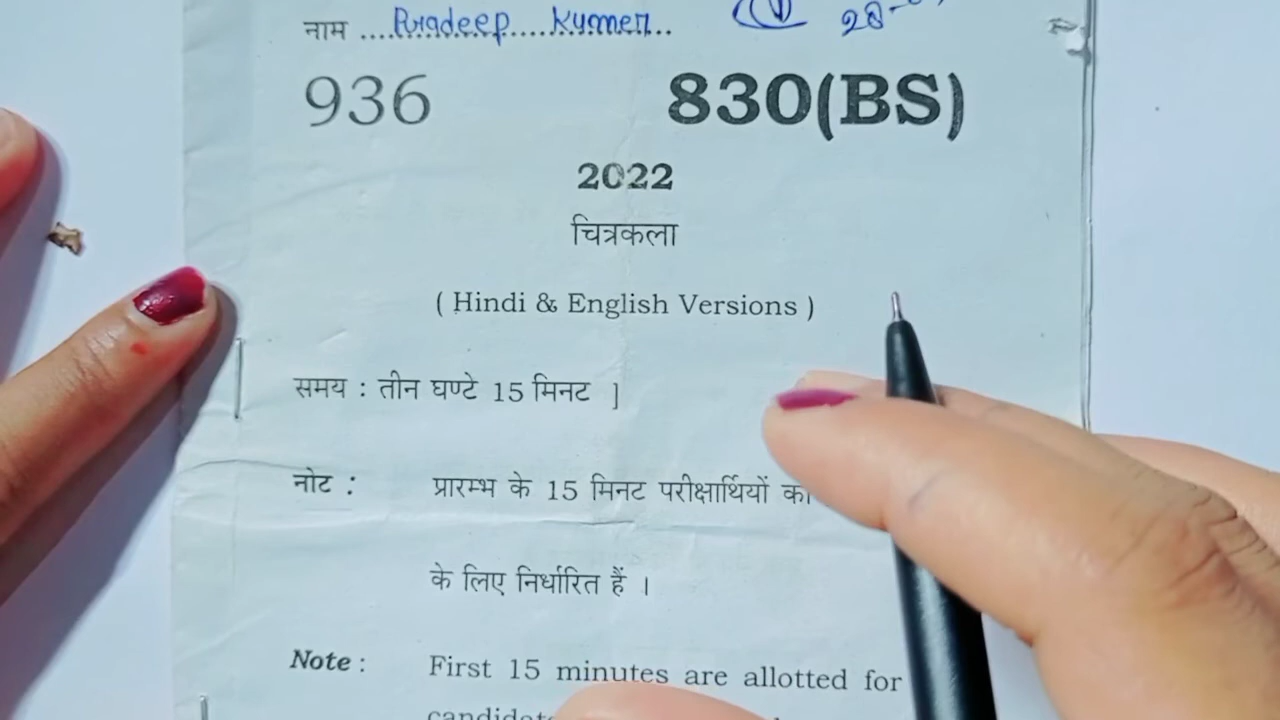 नाम ....Pradeep....Kumar..
936 830(BS)
2022
चित्रकला
( Hindi & English Versions )
समय : तीन घण्टे 15 मिनट ]
नोट : प्रारम्भ के 15 मिनट परीक्षार्थियों
के लिए निर्धारित हैं ।
Note : First 15 minutes are allotted for